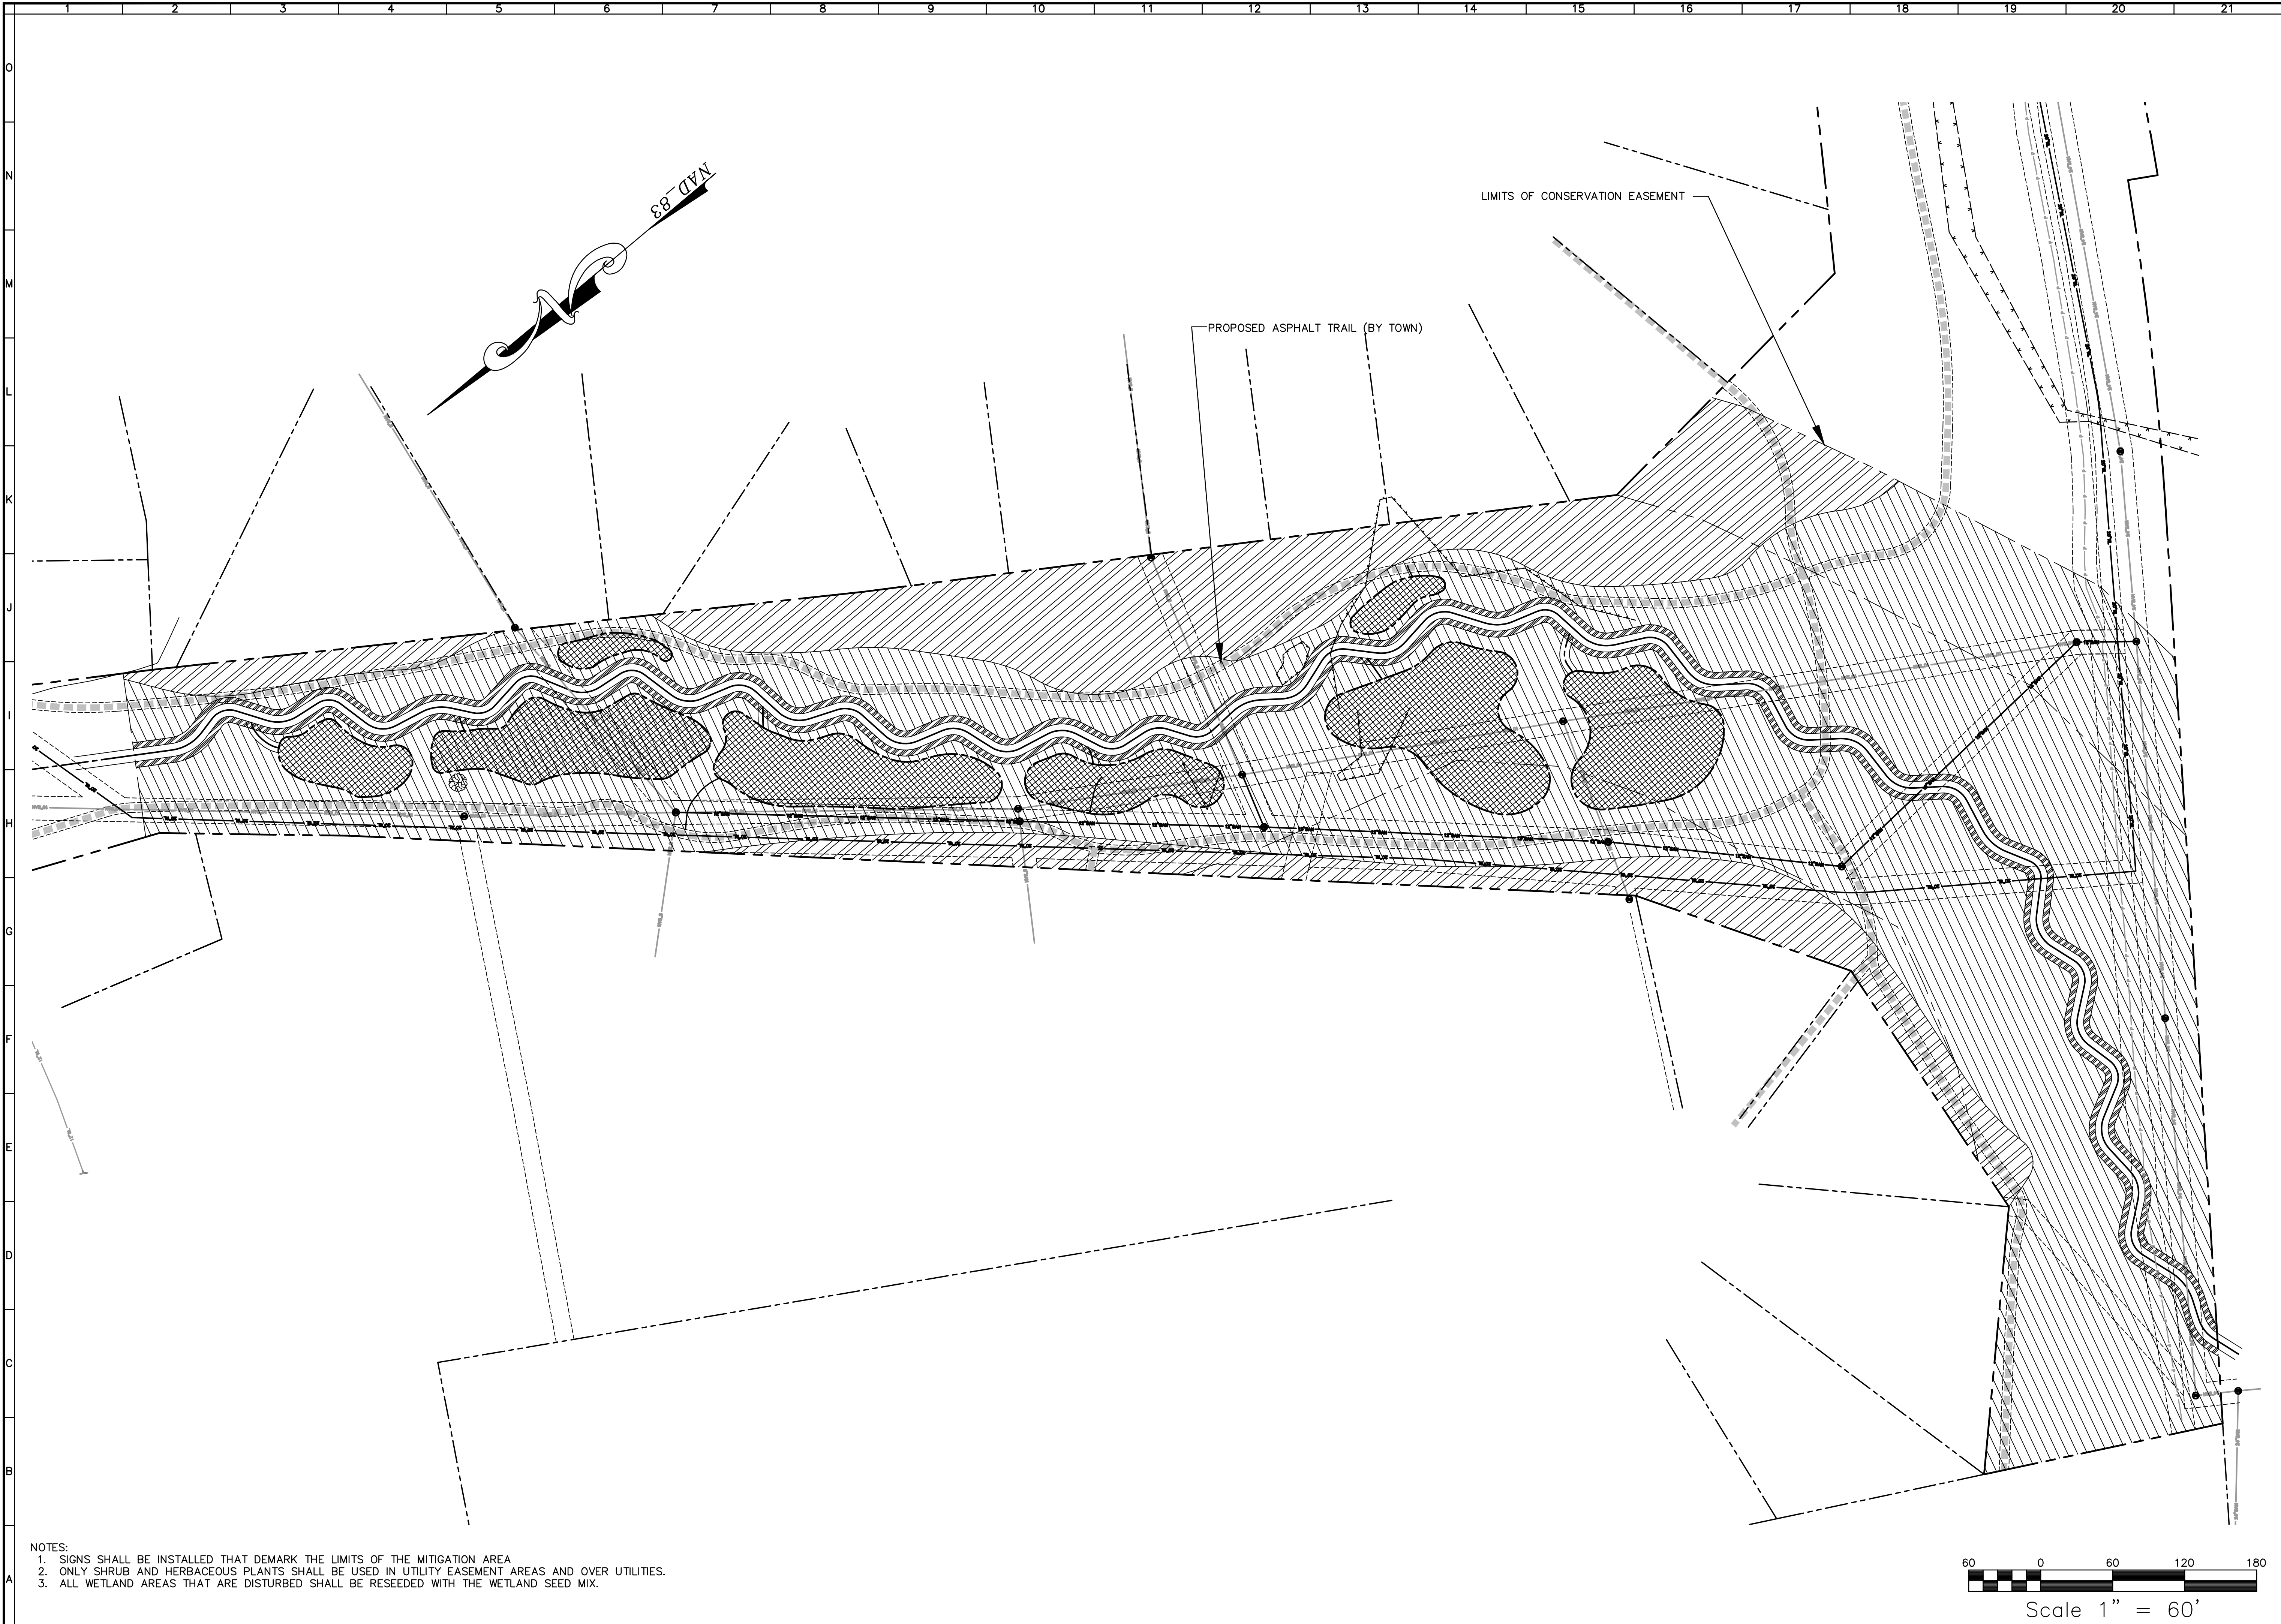 1 2 3 4 5 6 7 8 9 10 11 12 13 14 15 16 17 18 19 20 21
O
N
M
L
K
J
I
H
G
F
E
D
C
B
A
NAD_83
N
LIMITS OF CONSERVATION EASEMENT
PROPOSED ASPHALT TRAIL (BY TOWN)
NOTES:
1. SIGNS SHALL BE INSTALLED THAT DEMARK THE LIMITS OF THE MITIGATION AREA
2. ONLY SHRUB AND HERBACEOUS PLANTS SHALL BE USED IN UTILITY EASEMENT AREAS AND OVER UTILITIES.
3. ALL WETLAND AREAS THAT ARE DISTURBED SHALL BE RESEEDED WITH THE WETLAND SEED MIX.
60 0 60 120 180
Scale 1" = 60'